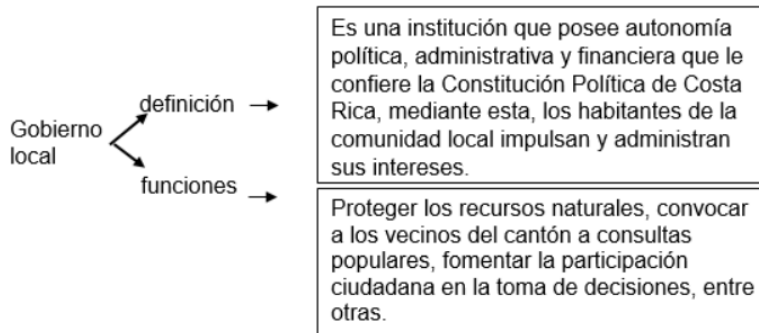 Gobierno
local
definición
Es una institución que posee autonomía
política, administrativa y financiera que le
confiere la Constitución Política de Costa
Rica, mediante esta, los habitantes de la
comunidad local impulsan y administran
sus intereses.
funciones
Proteger los recursos naturales, convocar
a los vecinos del cantón a consultas
populares, fomentar la participación
ciudadana en la toma de decisiones, entre
otras.